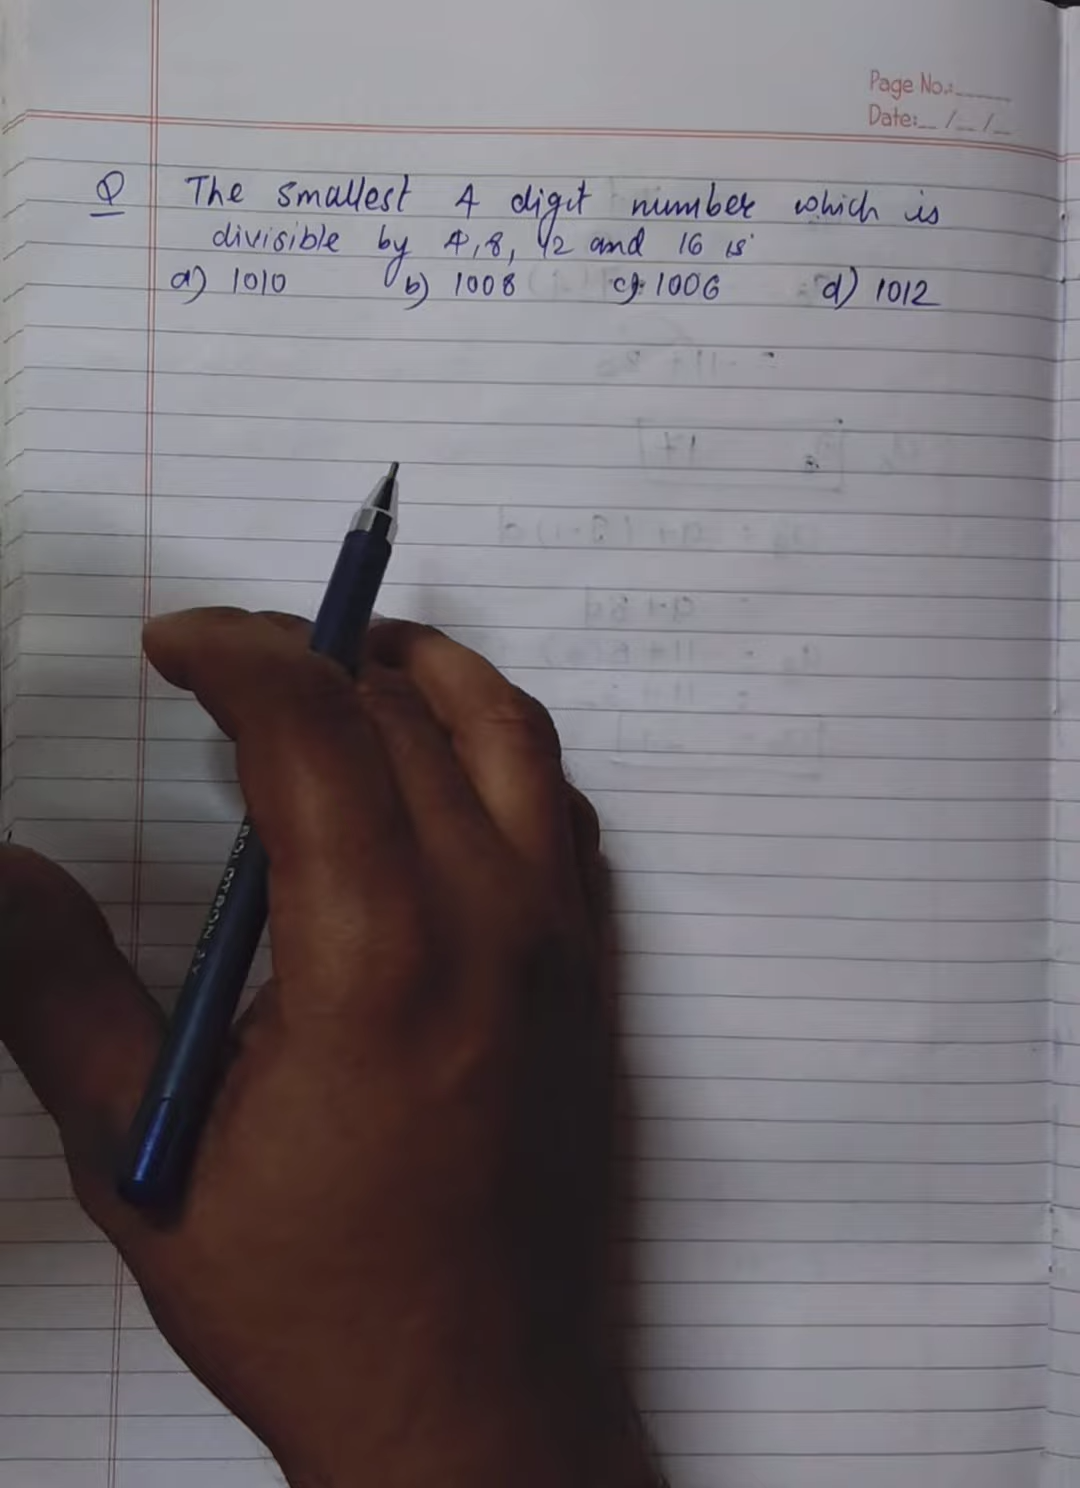 Page No.:
Date: / /
Q The smallest 4 digit number which is
divisible by 4, 8, 12 and 16 is
a) 1010 b) 1008 c) 1006 d) 1012